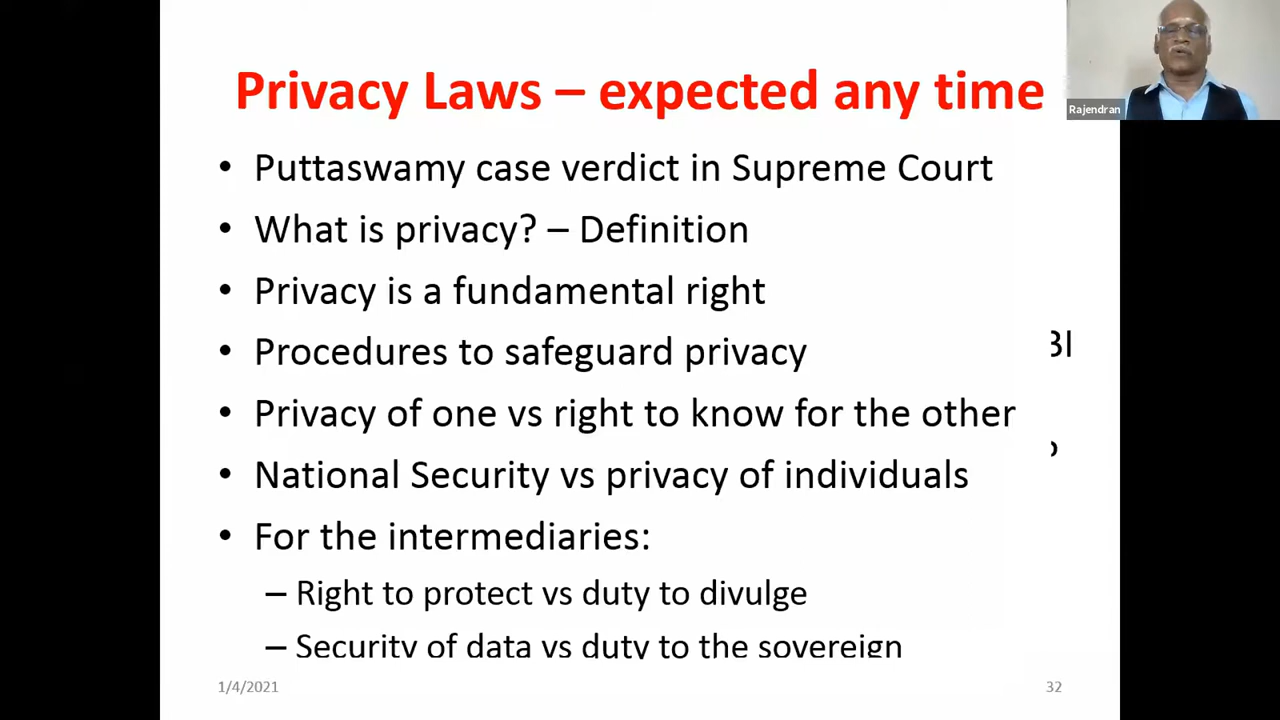 Privacy Laws – expected any time
Rajendran
• Puttaswamy case verdict in Supreme Court
• What is privacy? – Definition
• Privacy is a fundamental right
• Procedures to safeguard privacy
• Privacy of one vs right to know for the other
• National Security vs privacy of individuals
• For the intermediaries:
– Right to protect vs duty to divulge
– Security of data vs duty to the sovereign
1/4/2021
32